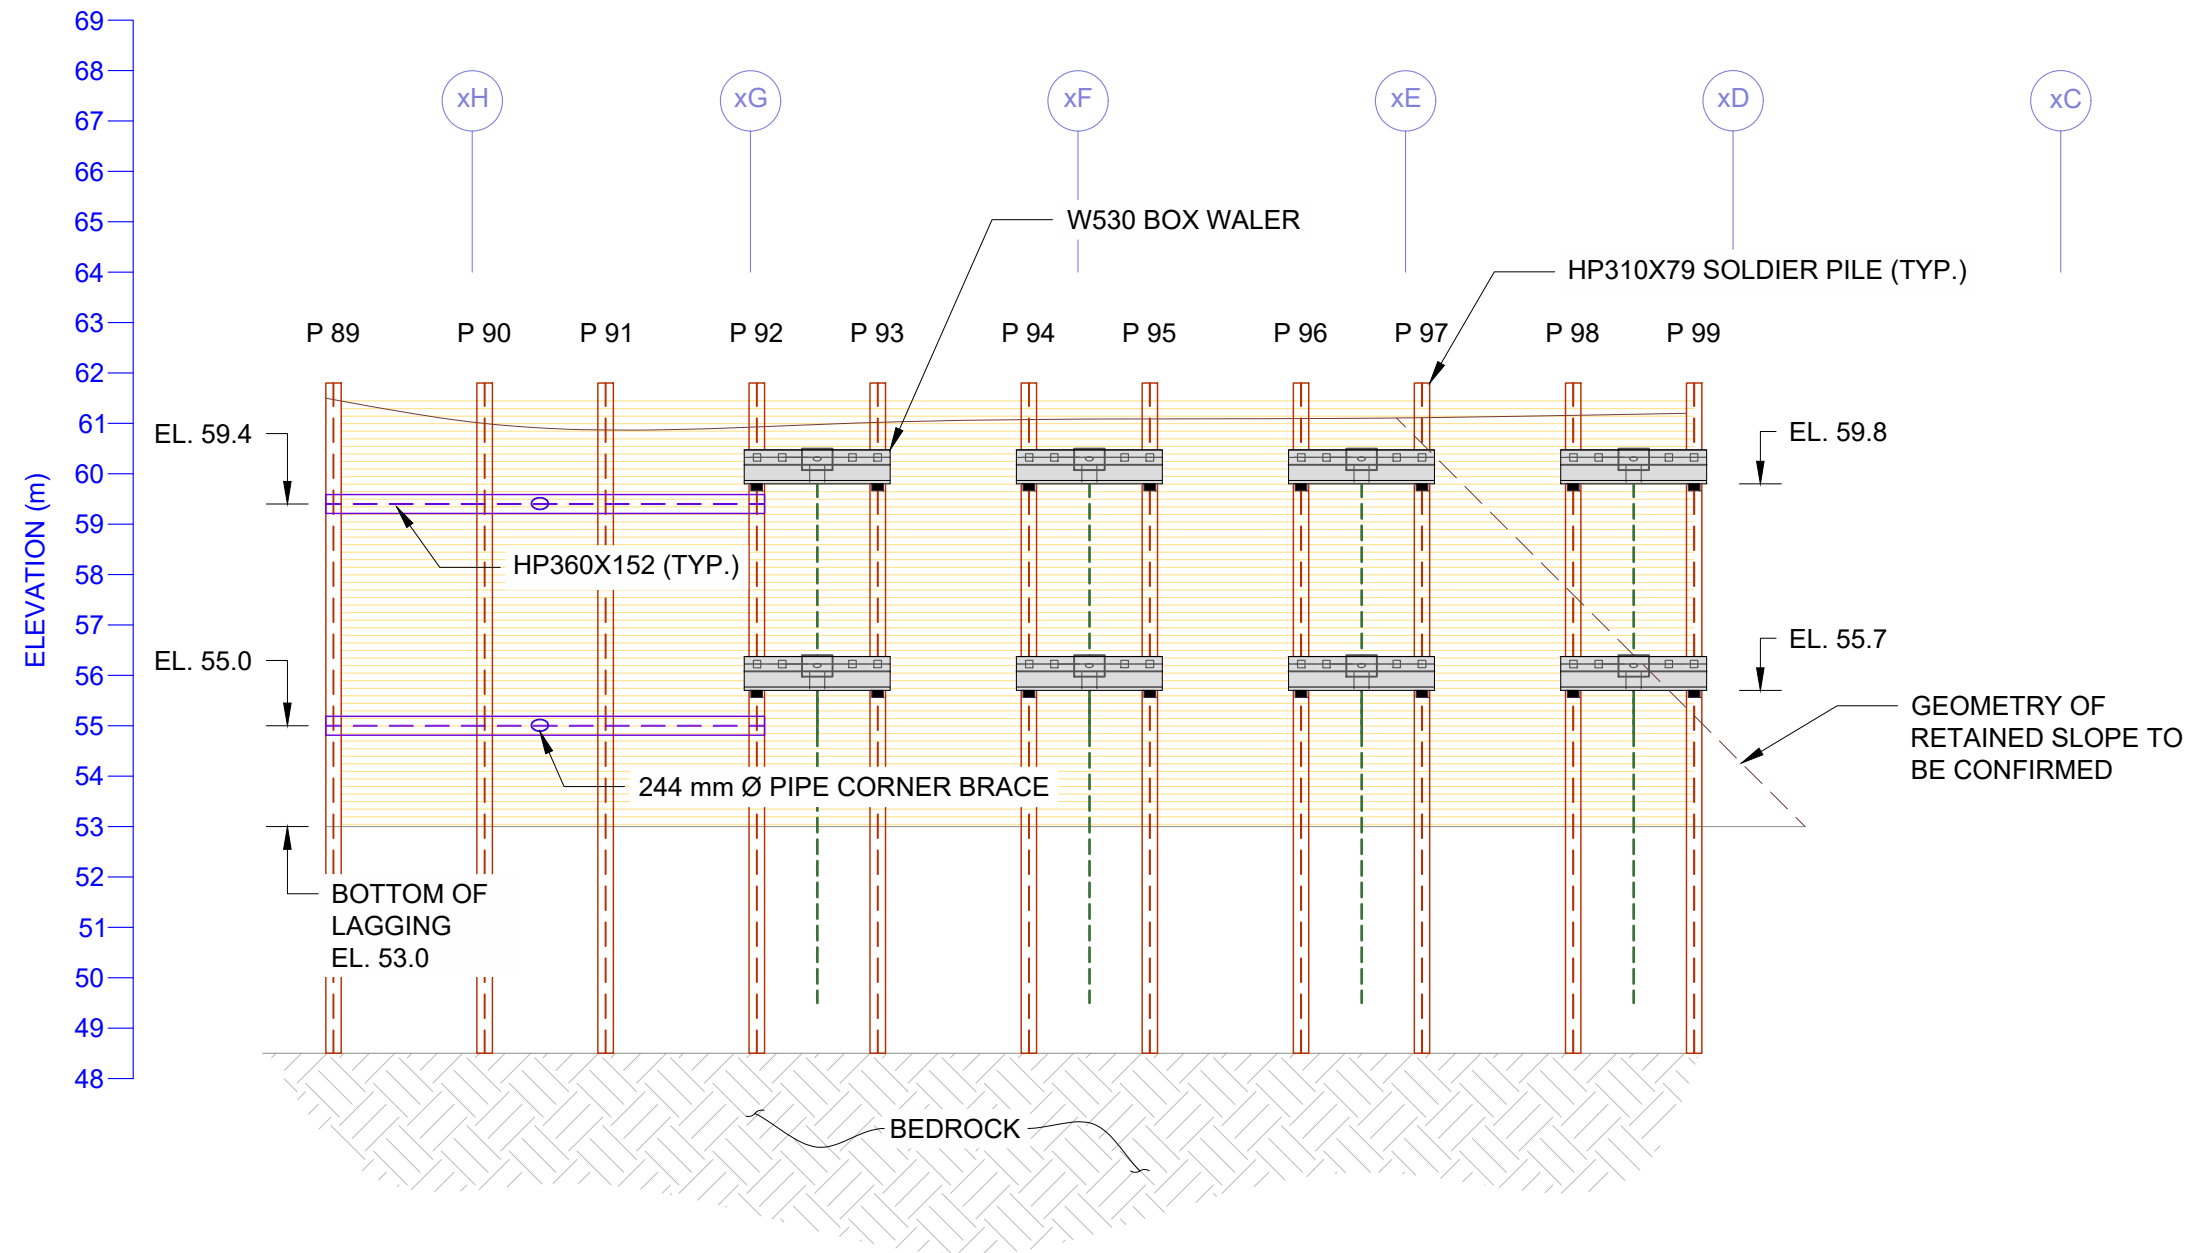 69
68
67
66
65
64
63
62
61
60
59
58
57
56
55
54
53
52
51
50
49
48
ELEVATION (m)
xH
xG
xF
xE
xD
xC
W530 BOX WALER
HP310X79 SOLDIER PILE (TYP.)
P 89
P 90
P 91
P 92
P 93
P 94
P 95
P 96
P 97
P 98
P 99
EL. 59.4
EL. 59.8
HP360X152 (TYP.)
EL. 55.0
EL. 55.7
GEOMETRY OF
RETAINED SLOPE TO
BE CONFIRMED
244 mm Ø PIPE CORNER BRACE
BOTTOM OF
LAGGING
EL. 53.0
BEDROCK